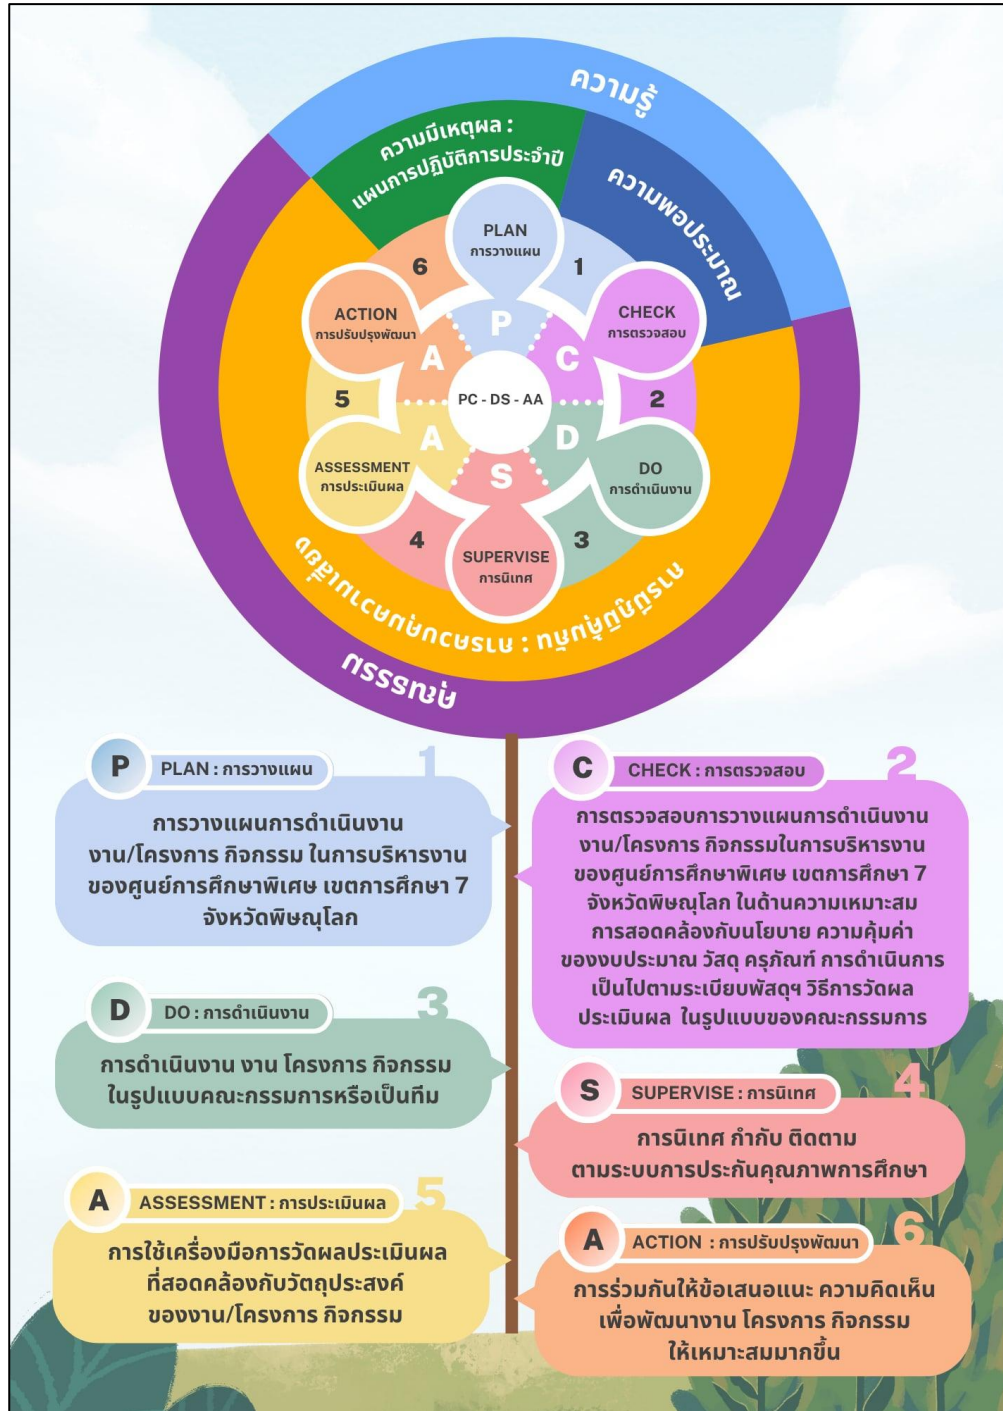 ความรู้
ความมีเหตุผล :
แผนการปฏิบัติการประจำปี
ความพอประมาณ
PLAN
การวางแผน
6
1
ACTION
การปรับปรุงพัฒนา
CHECK
การตรวจสอบ
P
A
C
5
PC - DS - AA
2
A
D
S
ASSESSMENT
การประเมินผล
DO
การดำเนินงาน
4
3
SUPERVISE
การนิเทศ
คุณธรรม
P
PLAN : การวางแผน
1
การวางแผนการดำเนินงาน
งาน/โครงการ กิจกรรม ในการบริหารงาน
ของศูนย์การศึกษาพิเศษ เขตการศึกษา 7
จังหวัดพิษณุโลก
C
CHECK : การตรวจสอบ
2
การตรวจสอบการวางแผนการดำเนินงาน
งาน/โครงการ กิจกรรมในการบริหารงาน
ของศูนย์การศึกษาพิเศษ เขตการศึกษา 7
จังหวัดพิษณุโลก ในด้านความเหมาะสม
การสอดคล้องกับนโยบาย ความคุ้มค่า
ของงบประมาณ วัสดุ ครุภัณฑ์ การดำเนินการ
เป็นไปตามระเบียบพัสดุฯ วิธีการวัดผล
ประเมินผล ในรูปแบบของคณะกรรมการ
D
DO : การดำเนินงาน
3
การดำเนินงาน งาน โครงการ กิจกรรม
ในรูปแบบคณะกรรมการหรือเป็นทีม
S
SUPERVISE : การนิเทศ
4
การนิเทศ กำกับ ติดตาม
ตามระบบการประกันคุณภาพการศึกษา
A
ASSESSMENT : การประเมินผล
5
การใช้เครื่องมือการวัดผลประเมินผล
ที่สอดคล้องกับวัตถุประสงค์
ของงาน/โครงการ กิจกรรม
A
ACTION : การปรับปรุงพัฒนา
6
การร่วมกันให้ข้อเสนอแนะ ความคิดเห็น
เพื่อพัฒนางาน โครงการ กิจกรรม
ให้เหมาะสมมากขึ้น